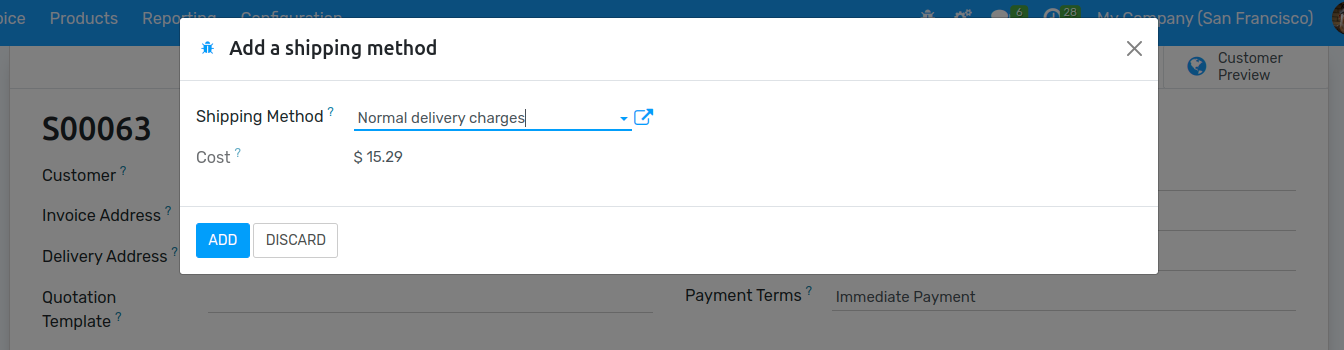 oice Products Reporting Configuration 6 28 My Company (San Francisco)
Add a shipping method
Customer
Preview
Shipping Method ? Normal delivery charges
S00063
Cost ? $ 15.29
Customer ?
Invoice Address ?
ADD DISCARD
Delivery Address ?
Quotation
Template ?
Payment Terms ? Immediate Payment